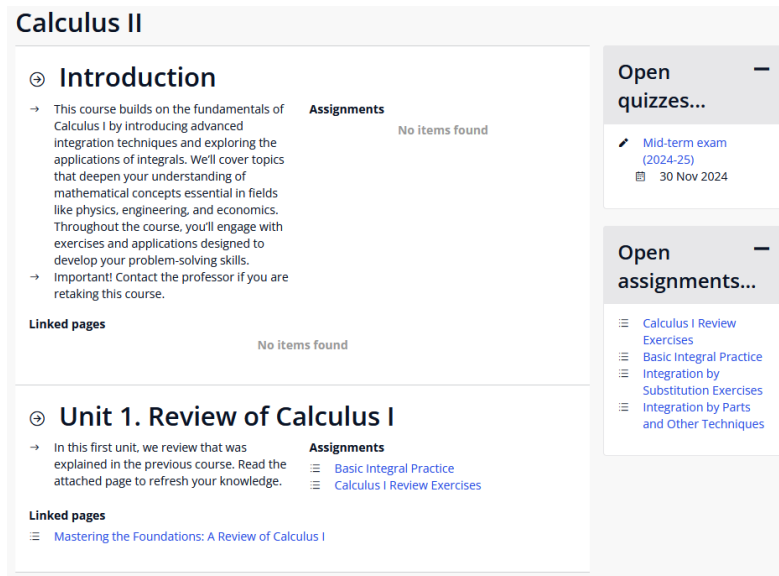 Calculus II
Introduction
This course builds on the fundamentals of
Calculus I by introducing advanced
integration techniques and exploring the
applications of integrals. We'll cover topics
that deepen your understanding of
mathematical concepts essential in fields
like physics, engineering, and economics.
Throughout the course, you'll engage with
exercises and applications designed to
develop your problem-solving skills.
Important! Contact the professor if you are
retaking this course.
Assignments
No items found
Linked pages
No items found
Unit 1. Review of Calculus I
In this first unit, we review that was
explained in the previous course. Read the
attached page to refresh your knowledge.
Assignments
Basic Integral Practice
Calculus I Review Exercises
Linked pages
Mastering the Foundations: A Review of Calculus I
Open
quizzes...
Mid-term exam
(2024-25)
30 Nov 2024
Open
assignments...
Calculus I Review
Exercises
Basic Integral Practice
Integration by
Substitution Exercises
Integration by Parts
and Other Techniques